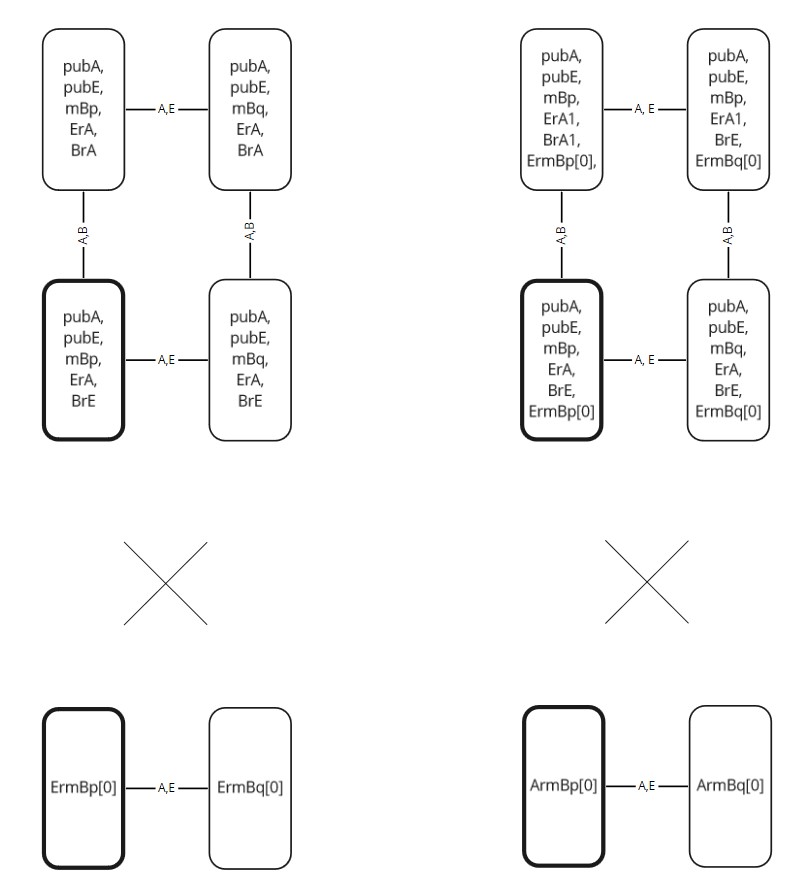 pubA,
pubE,
mBp,
ErA,
BrA
A,E
pubA,
pubE,
mBq,
ErA,
BrA
A,B
A,B
pubA,
pubE,
mBp,
ErA,
BrE
A,E
pubA,
pubE,
mBq,
ErA,
BrE
pubA,
pubE,
mBp,
ErA1,
BrA1,
ErmBp[0],
A, E
pubA,
pubE,
mBp,
ErA1,
BrE,
ErmBq[0]
A,B
A,B
pubA,
pubE,
mBp,
ErA,
BrE,
ErmBp[0]
A, E
pubA,
pubE,
mBq,
ErA,
BrE,
ErmBq[0]
ErmBp[0]
A,E
ErmBq[0]
ArmBp[0]
A,E
ArmBq[0]